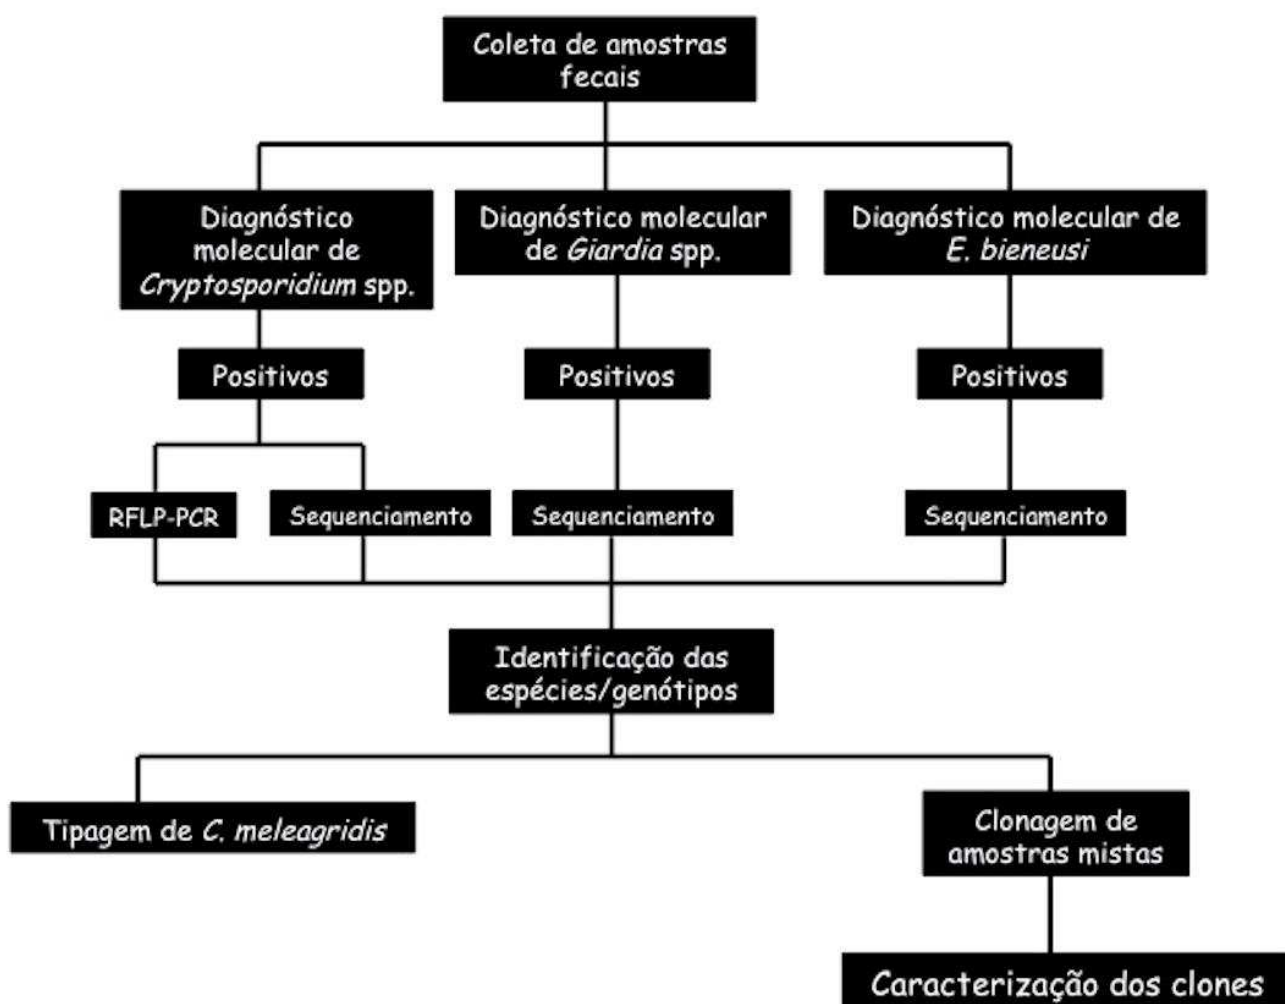 Coleta de amostras
fecais
Diagnóstico
molecular de
Cryptosporidium spp.
Diagnóstico molecular
de Giardia spp.
Diagnóstico molecular de
E. bieneusi
Positivos
Positivos
Positivos
RFLP-PCR
Sequenciamento
Sequenciamento
Sequenciamento
Identificação das
espécies/genótipos
Tipagem de C. meleagridis
Clonagem de
amostras mistas
Caracterização dos clones